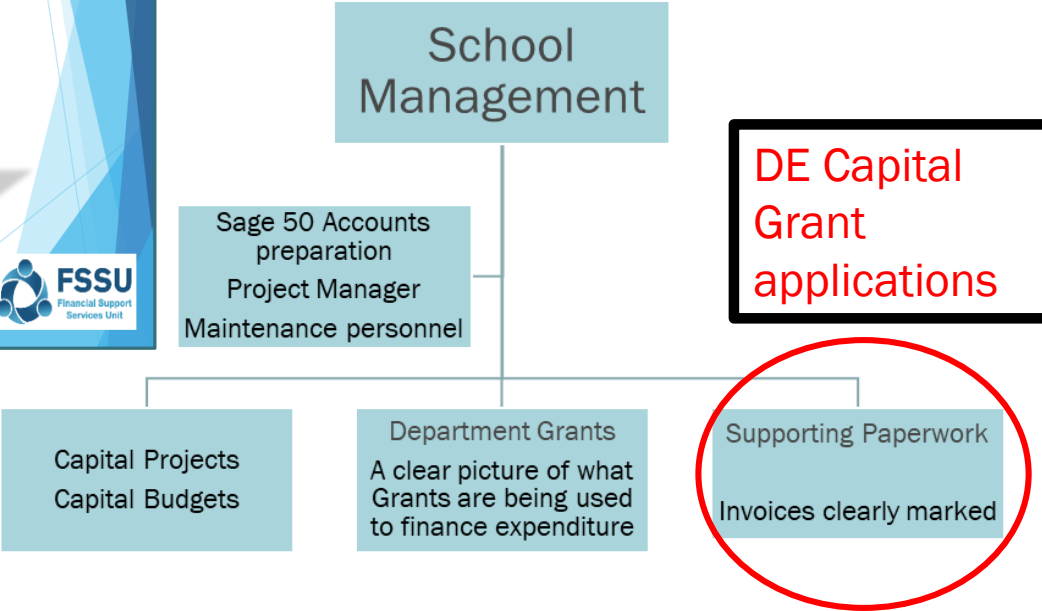 School
Management
DE Capital
Grant
applications
Sage 50 Accounts
preparation
Project Manager
Maintenance personnel
FSSU
Financial Support
Services Unit
Capital Projects
Capital Budgets
Department Grants
A clear picture of what
Grants are being used
to finance expenditure
Supporting Paperwork
Invoices clearly marked